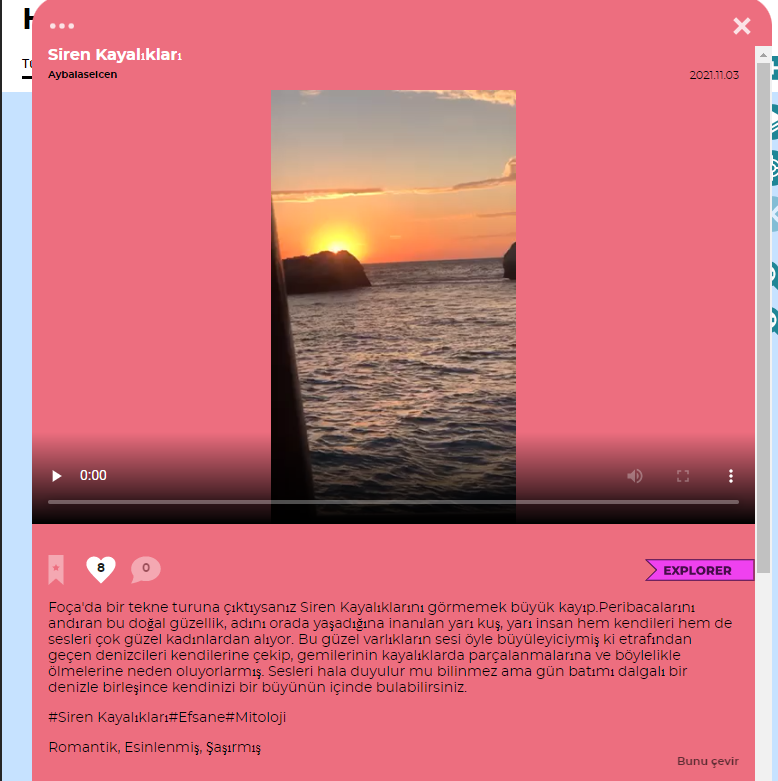 Siren Kayalıkları
Aybalaselcen
2021.11.03
0:00
8
0
EXPLORER
Foça'da bir tekne turuna çıktıysanız Siren Kayalıklarını görmemek büyük kayıp.Peribacalarını
andıran bu doğal güzellik, adını orada yaşadığına inanılan yarı kuş, yarı insan hem kendileri hem de
sesleri çok güzel kadınlardan alıyor. Bu güzel varlıkların sesi öyle büyüleyiciymiş ki etrafından
geçen denizcileri kendilerine çekip, gemilerinin kayalıklarda parçalanmalarına ve böylelikle
ölmelerine neden oluyorlarmış. Sesleri hala duyulur mu bilinmez ama gün batımı dalgalı bir
denizle birleşince kendinizi bir büyünün içinde bulabilirsiniz.
#Siren Kayalıkları#Efsane#Mitoloji
Romantik, Esinlenmiş, Şaşırmış
Bunu çevir